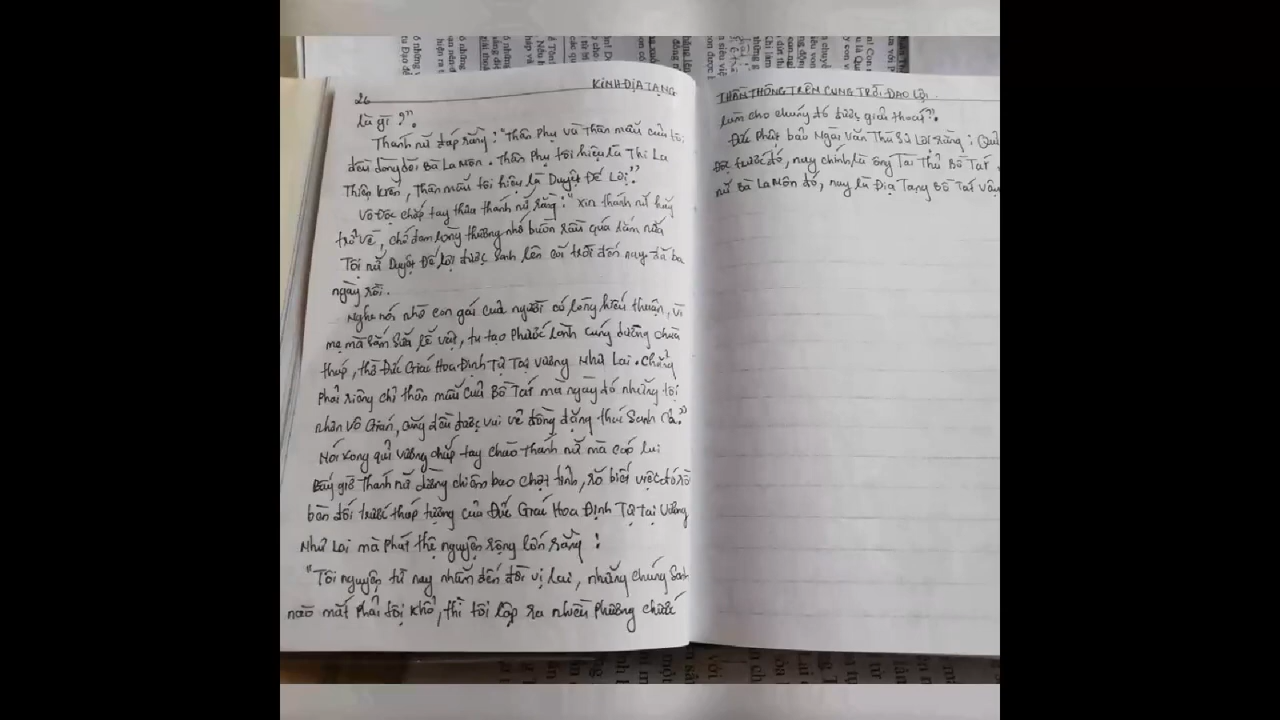 26
KINH ĐỊA TẠNG
là gì ?".
Thánh nữ đáp rằng : "Thân Phụ và Thân mẫu của tôi
đều dòng dõi Bà La Môn. Thân Phụ tôi hiệu là Thi La
Thiện Kiến, Thân mẫu tôi hiệu là Duyệt Đế Lợi."
Vô Độc chắp tay thưa thánh nữ rằng : "xin thánh nữ hãy
trở về, chớ đem lòng thương nhớ buồn rầu quá lắm nữa
Tội nữ Duyệt Đế Lợi được sanh lên cõi trời đến nay đã ba
ngày rồi.
Nghe nói nhờ con gái của người có lòng hiếu thuận, vì
mẹ mà sắm sửa lễ vật, tu tạo Phước lành cúng dường chùa
tháp, thờ Đức Giác Hoa Định Tự Tại Vương Như Lai. Chẳng
Phải riêng chỉ thân mẫu của Bồ Tát mà ngày đó những tội
nhân Vô Gián, cũng đều được vui vẻ đồng đặng thác Sanh cả."
Nói xong quỉ vương chắp tay chào thánh nữ mà cáo lui
Bấy giờ Thánh nữ dường chiêm bao chợt tỉnh, rõ biết việc đó rồi
bèn đối trước tháp tượng của Đức Giác Hoa Định Tự tại Vương
Như Lai mà Phát thệ nguyện rộng lớn rằng :
"Tôi nguyện từ nay nhẫn đến đời vị lai, những chúng Sanh
nào mắc Phải tội khổ, thì tôi lập ra nhiều Phương chước
THẦN THÔNG TRÊN CUNG TRỜI ĐAO LỢI
làm cho chúng đó được giải thoát".
Đức Phật bảo Ngài Văn Thù Sư Lợi rằng : Quỉ
Độc trước đó, nay chính là ông Tài Thủ Bồ Tát
nữ Bà La Môn đó, nay là Địa Tạng Bồ Tát vậy